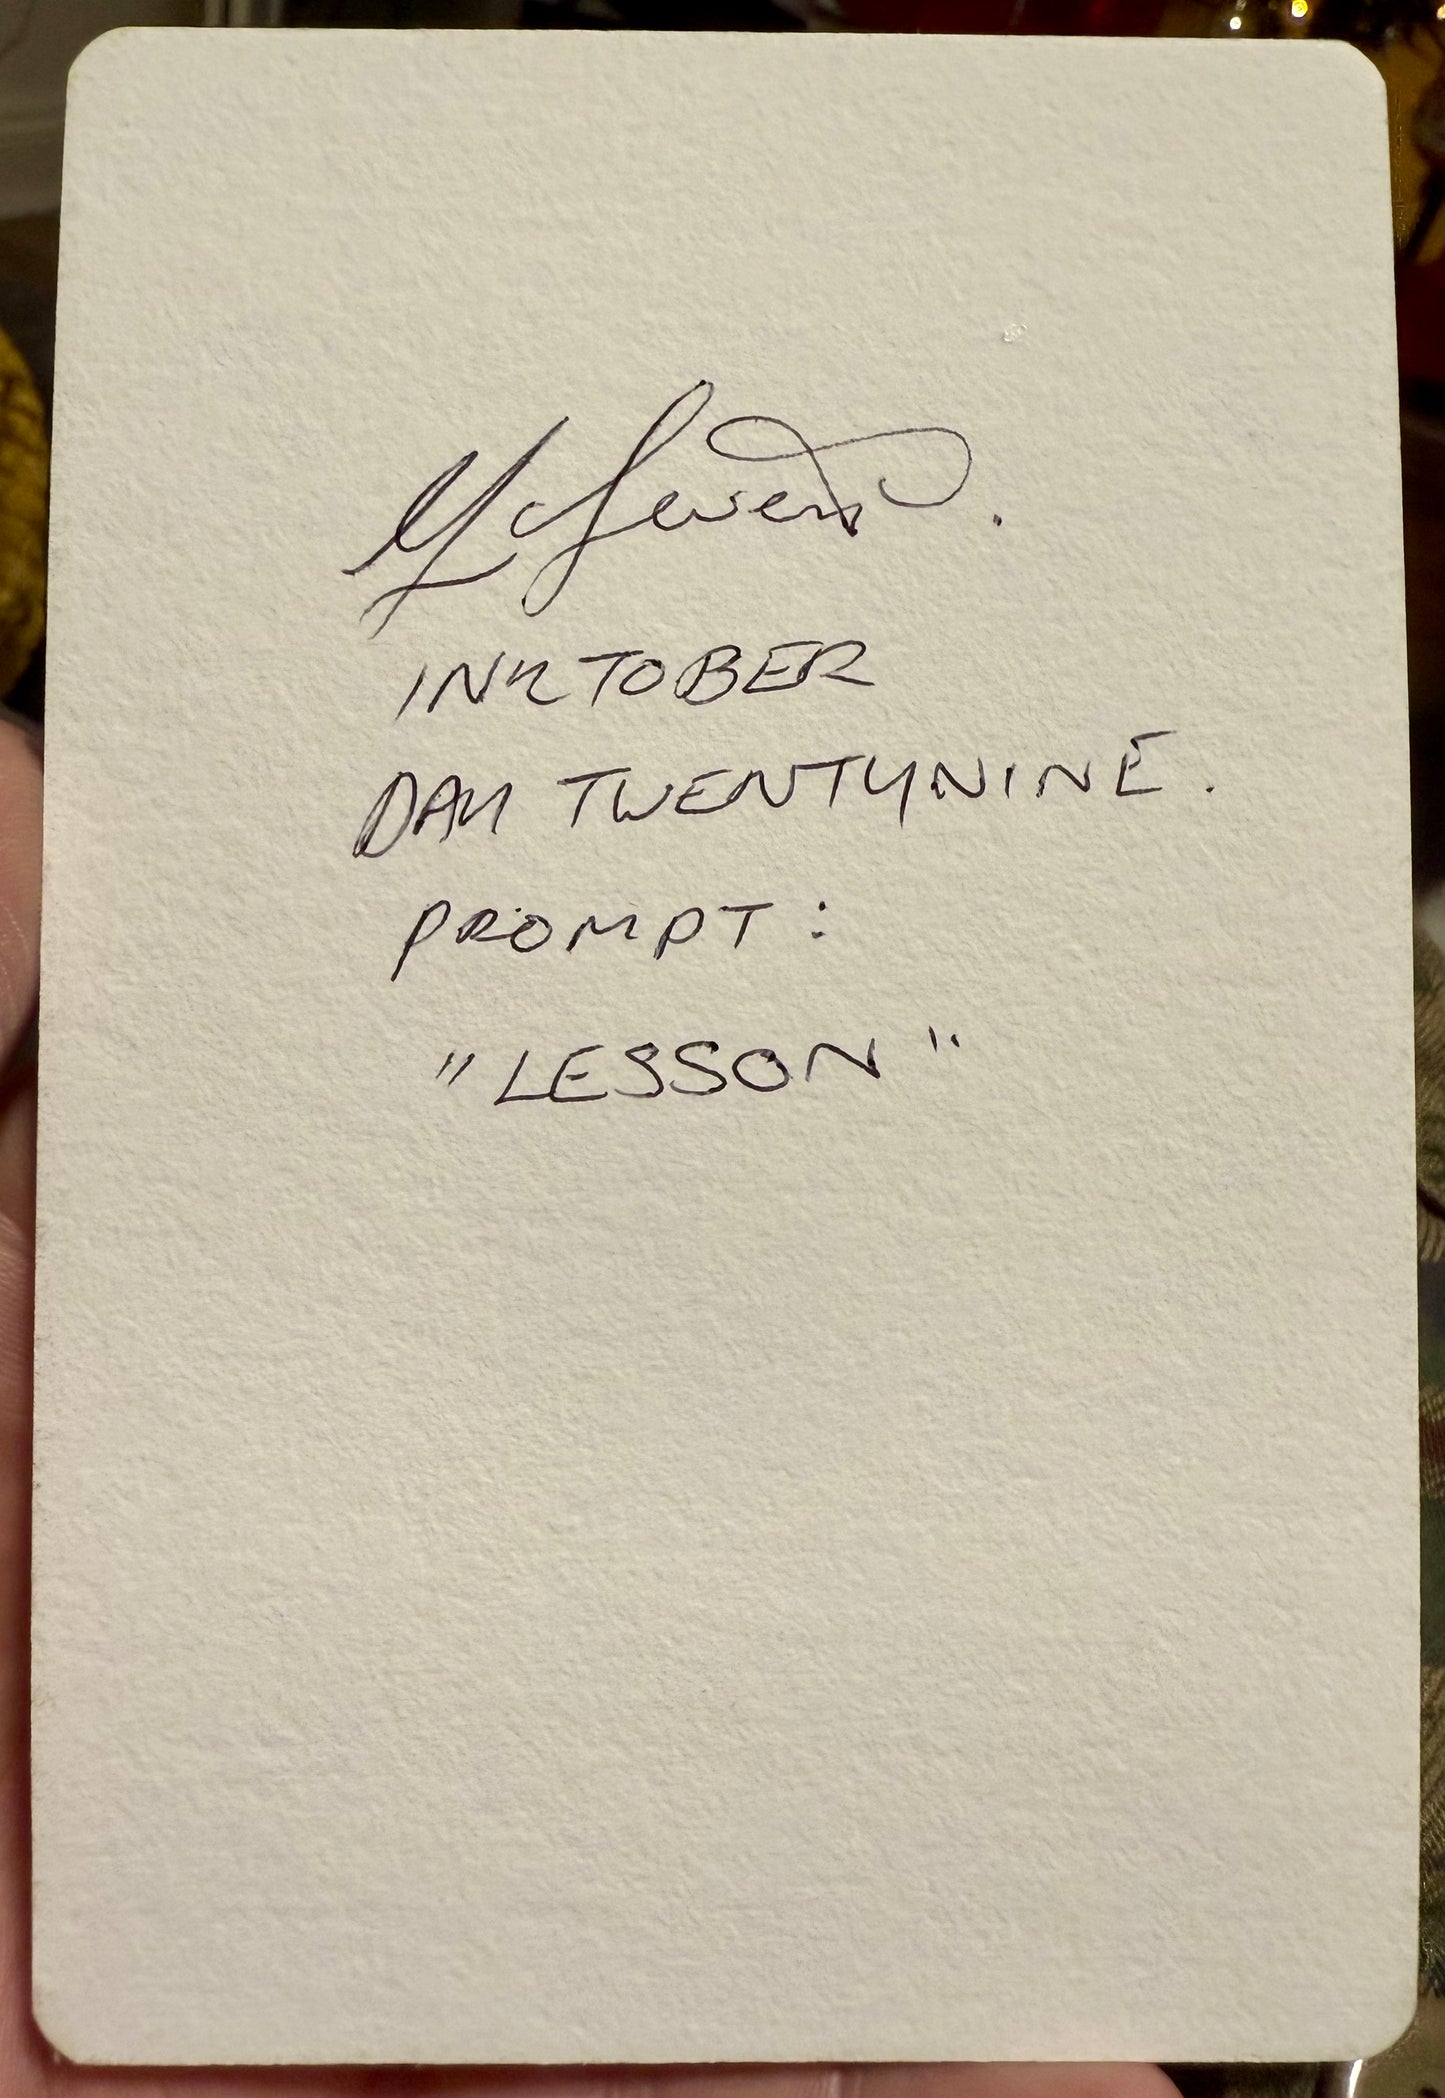 INKTOBER
DAY TWENTYNINE.
PROMPT:
"LESSON"